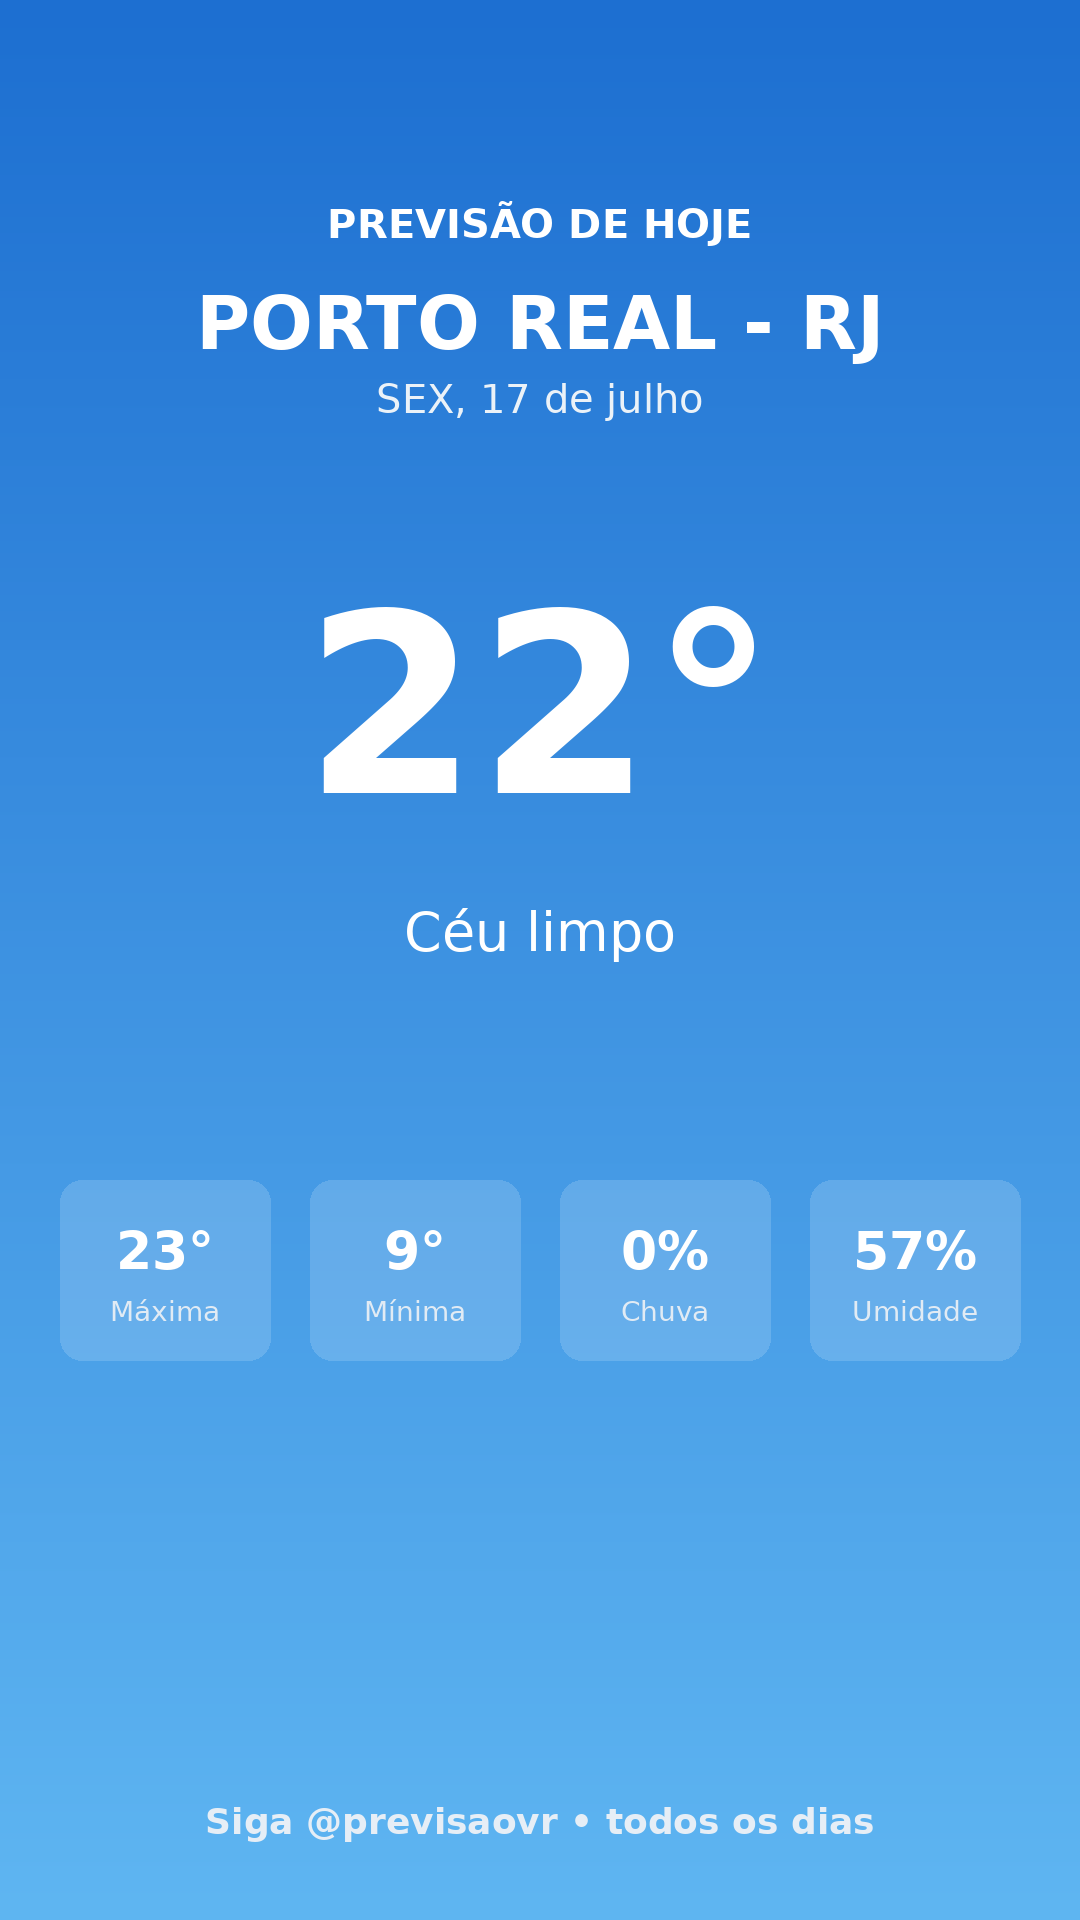 PREVISÃO DE HOJE
PORTO REAL - RJ
SEX, 17 de julho
22°
Céu limpo
23°
Máxima
9°
Mínima
0%
Chuva
57%
Umidade
Siga @previsaovr • todos os dias